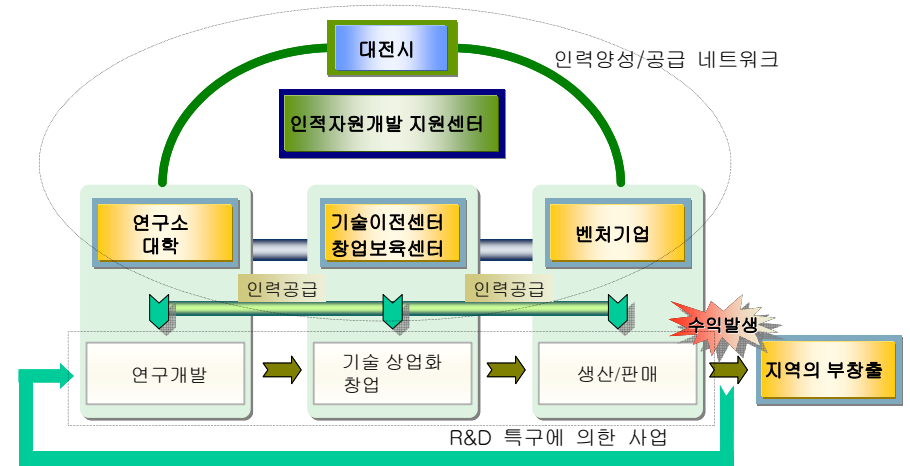 대전시
인력양성/공급 네트워크
인적자원개발 지원센터
연구소
대학
기술이전센터
창업보육센터
벤처기업
인력공급
인력공급
수익발생
연구개발
기술 상업화
창업
생산/판매
지역의 부창출
R&D 특구에 의한 사업